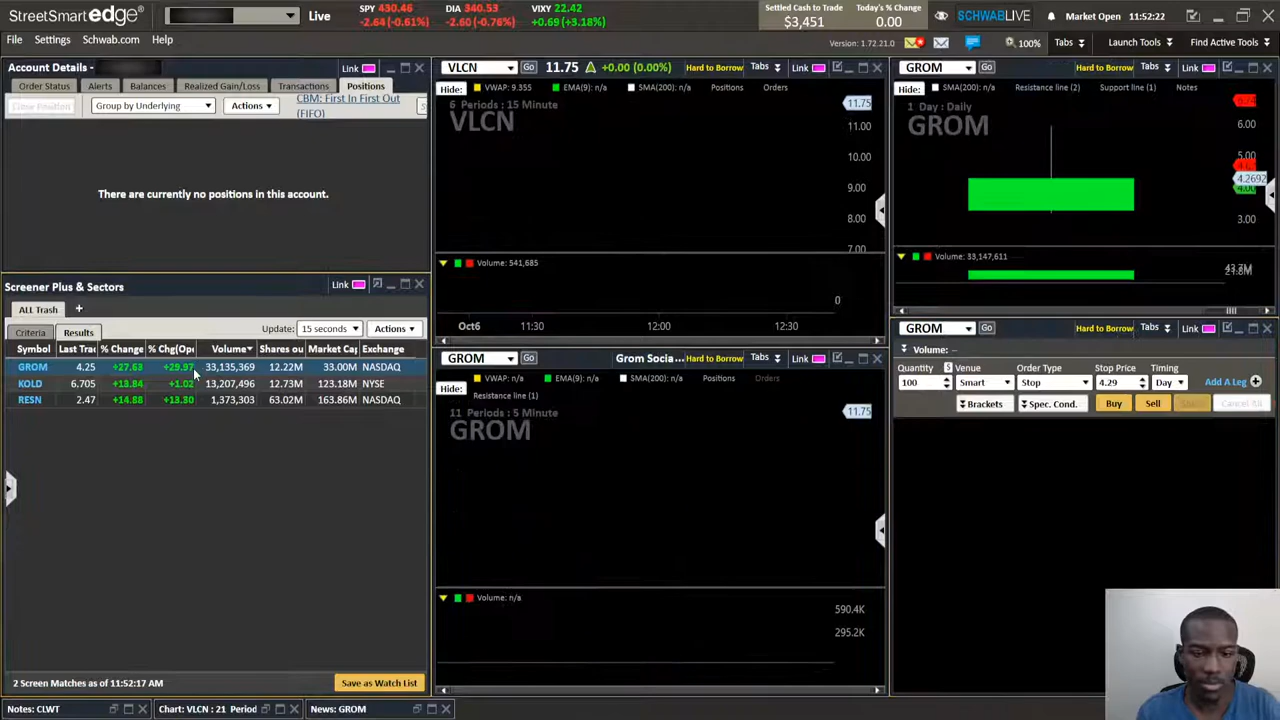 StreetSmart edge® Live SPY 430.46 DIA 340.53 VIXY 22.42 Settled Cash to Trade Today's % Change SCHWABLIVE Market Open 11:52:22
-2.64 (-0.61%) -2.60 (-0.76%) +0.69 (+3.18%) $3,451 0.00
File Settings Schwab.com Help Version: 1.72.21.0 100% Tabs Launch Tools Find Active Tools
Account Details - Link
Order Status Alerts Balances Realized Gain/Loss Transactions Positions
Close Position Group by Underlying Actions CBM: First In First Out
(FIFO)
There are currently no positions in this account.
Screener Plus & Sectors Link
ALL Trash +
Criteria Results Update: 15 seconds Actions
Symbol Last Tra % Change % Chg(Op Volume Shares ou Market Cap Exchange
GROM 4.25 +27.63 +29.97 33,135,369 12.22M 33.00M NASDAQ
KOLD 6.705 +13.84 +1.02 13,207,496 12.73M 123.18M NYSE
RESN 2.47 +14.88 +13.30 1,373,303 63.02M 163.86M NASDAQ
2 Screen Matches as of 11:52:17 AM Save as Watch List
Notes: CLWT Chart: VLCN : 21 Period News: GROM
VLCN Go 11.75 +0.00 (0.00%) Hard to Borrow Tabs Link
Hide: VWAP: 9.355 EMA(9): n/a SMA(200): n/a Positions Orders
6 Periods : 15 Minute
VLCN
11.75
11.00
10.00
9.00
8.00
7.00
Volume: 541,685
0
Oct6 11:30 12:00 12:30
GROM Go Grom Socia... Hard to Borrow Tabs Link
Hide: VWAP: n/a EMA(9): n/a SMA(200): n/a Positions Orders
Resistance line (1)
11 Periods : 5 Minute
GROM
11.75
Volume: n/a
590.4K
295.2K
GROM Go Hard to Borrow Tabs Link
Hide: SMA(200): n/a Resistance line (2) Support line (1) Notes
1 Day : Daily
GROM
6.00
5.00
4.2692
3.00
Volume: 33,147,611
GROM Go Hard to Borrow Tabs Link
Volume: –
Quantity S Venue Order Type Stop Price Timing
100 Smart Stop 4.29 Day Add A Leg
Brackets Spec. Cond. Buy Sell Cancel All